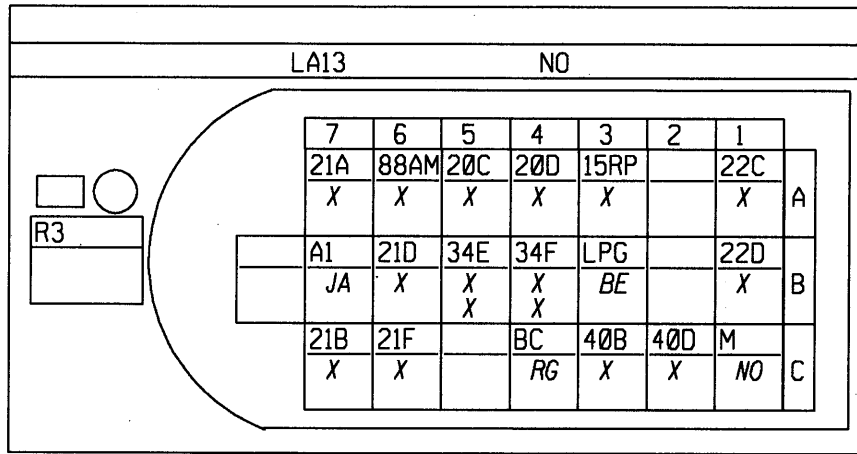 LA13 NO
7 6 5 4 3 2 1
21A 88AM 20C 20D 15RP 22C
X X X X X X A
R3
A1 21D 34E 34F LPG 22D
JA X X X BE X B
X X
21B 21F BC 40B 40D M
X X RG X X NO C